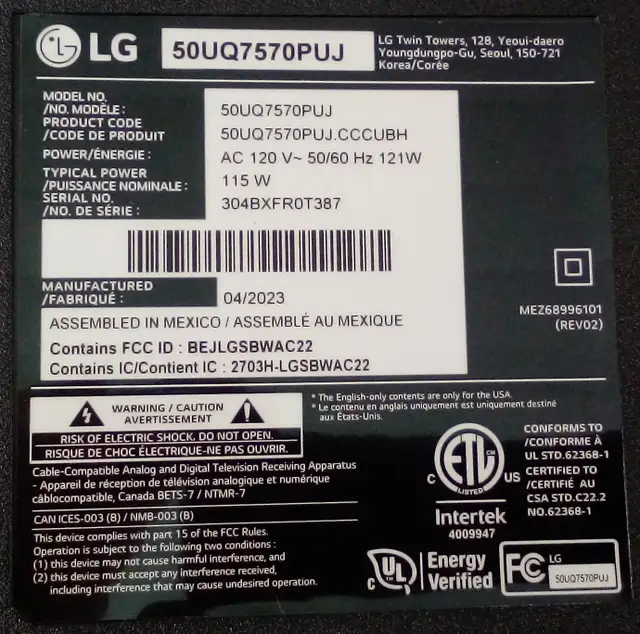 LG
50UQ7570PUJ
LG Twin Towers, 128, Yeoui-daero
Youngdungpo-Gu, Seoul, 150-721
Korea/Corée
MODEL NO.
/NO. MODÈLE :
50UQ7570PUJ
PRODUCT CODE
/CODE DE PRODUIT
50UQ7570PUJ.CCCUBH
POWER/ÉNERGIE :
AC 120 V~ 50/60 Hz 121W
TYPICAL POWER
/PUISSANCE NOMINALE :
115 W
SERIAL NO.
/NO. DE SÉRIE :
304BXFR0T387
MANUFACTURED
/FABRIQUÉ :
04/2023
ASSEMBLED IN MEXICO / ASSEMBLÉ AU MEXIQUE
Contains FCC ID : BEJLGSBWAC22
Contains IC/Contient IC : 2703H-LGSBWAC22
MEZ68996101
(REV02)
WARNING / CAUTION
AVERTISSEMENT
RISK OF ELECTRIC SHOCK. DO NOT OPEN.
RISQUE DE CHOC ÉLECTRIQUE-NE PAS OUVRIR.
* The English-only contents are only for the USA.
* Le contenu en anglais uniquement est uniquement destiné
aux États-Unis.
Cable-Compatible Analog and Digital Television Receiving Apparatus
- Appareil de réception de télévision analogique et numérique
câblocompatible, Canada BETS-7 / NTMR-7
CAN ICES-003 (B) / NMB-003 (B)
This device complies with part 15 of the FCC Rules.
Operation is subject to the following two conditions :
(1) this device may not cause harmful interference, and
(2) this device must accept any interference received,
including interference that may cause undesired operation.
C ETL US
LISTED
Intertek
4009947
CONFORMS TO
/CONFORME À
UL STD.62368-1
CERTIFIED TO
/CERTIFIÉ AU
CSA STD.C22.2
NO.62368-1
C UL
Energy
Verified
FC
LG
50UQ7570PUJ